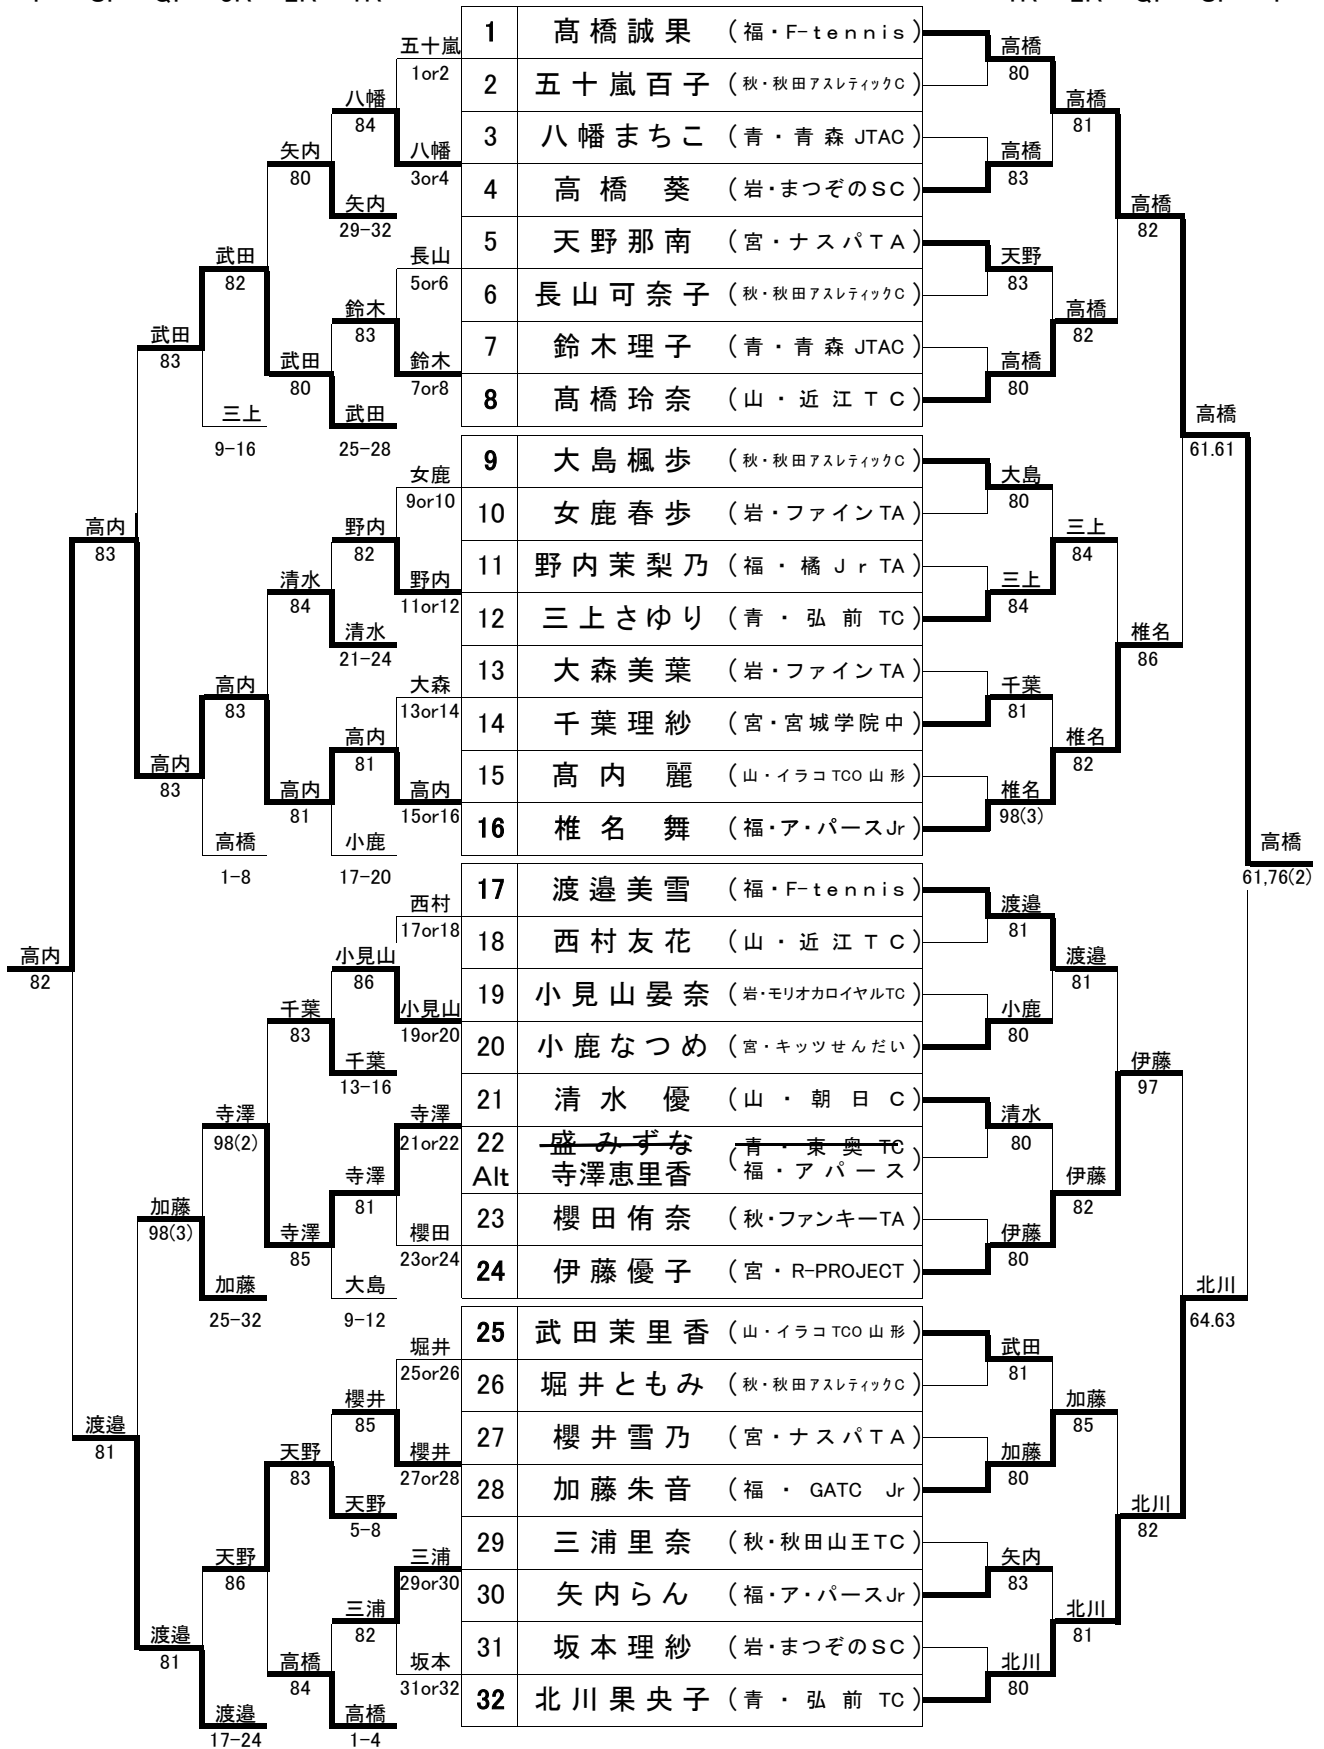 1 髙橋誠果 (福・F-tennis)
2 五十嵐百子 (秋・秋田アスレティックC)
3 八幡まちこ (青・青森JTAC)
4 高橋 葵 (岩・まつぞのSC)
5 天野那南 (宮・ナスパTA)
6 長山可奈子 (秋・秋田アスレティックC)
7 鈴木理子 (青・青森JTAC)
8 髙橋玲奈 (山・近江TC)
9 大島楓歩 (秋・秋田アスレティックC)
10 女鹿春歩 (岩・ファインTA)
11 野内茉梨乃 (福・橘JrTA)
12 三上さゆり (青・弘前TC)
13 大森美葉 (岩・ファインTA)
14 千葉理紗 (宮・宮城学院中)
15 髙内 麗 (山・イラコTCO山形)
16 椎名 舞 (福・ア・パースJr)
17 渡邉美雪 (福・F-tennis)
18 西村友花 (山・近江TC)
19 小見山晏奈 (岩・モリオカロイヤルTC)
20 小鹿なつめ (宮・キッツせんだい)
21 清水 優 (山・朝日C)
22 盛みずな 青・東奥TC
Alt 寺澤恵里香 (福・アパース)
23 櫻田侑奈 (秋・ファンキーTA)
24 伊藤優子 (宮・R-PROJECT)
25 武田茉里香 (山・イラコTCO山形)
26 堀井ともみ (秋・秋田アスレティックC)
27 櫻井雪乃 (宮・ナスパTA)
28 加藤朱音 (福・GATC Jr)
29 三浦里奈 (秋・秋田山王TC)
30 矢内らん (福・ア・パースJr)
31 坂本理紗 (岩・まつぞのSC)
32 北川果央子 (青・弘前TC)
高橋
80
高橋
83
天野
83
高橋
80
大島
80
三上
84
千葉
81
椎名
98(3)
渡邉
81
小鹿
80
清水
80
伊藤
80
武田
81
加藤
80
矢内
83
北川
80
高橋
81
高橋
82
三上
84
椎名
82
渡邉
81
伊藤
82
加藤
85
北川
81
高橋
82
椎名
86
伊藤
97
北川
82
高橋
61.61
北川
64.63
高橋
61,76(2)
五十嵐
1or2
八幡
3or4
長山
5or6
鈴木
7or8
女鹿
9or10
野内
11or12
大森
13or14
高内
15or16
西村
17or18
小見山
19or20
寺澤
21or22
櫻田
23or24
堀井
25or26
櫻井
27or28
三浦
29or30
坂本
31or32
八幡
84
矢内
29-32
鈴木
83
武田
25-28
野内
82
清水
21-24
高内
81
小鹿
17-20
小見山
86
千葉
13-16
寺澤
81
大島
9-12
櫻井
85
天野
5-8
三浦
82
高橋
1-4
矢内
80
武田
80
清水
84
高内
81
千葉
83
寺澤
85
天野
83
高橋
84
武田
82
三上
9-16
高内
83
高橋
1-8
寺澤
98(2)
加藤
25-32
天野
86
渡邉
17-24
武田
83
高内
83
加藤
98(3)
渡邉
81
高内
83
渡邉
81
高内
82